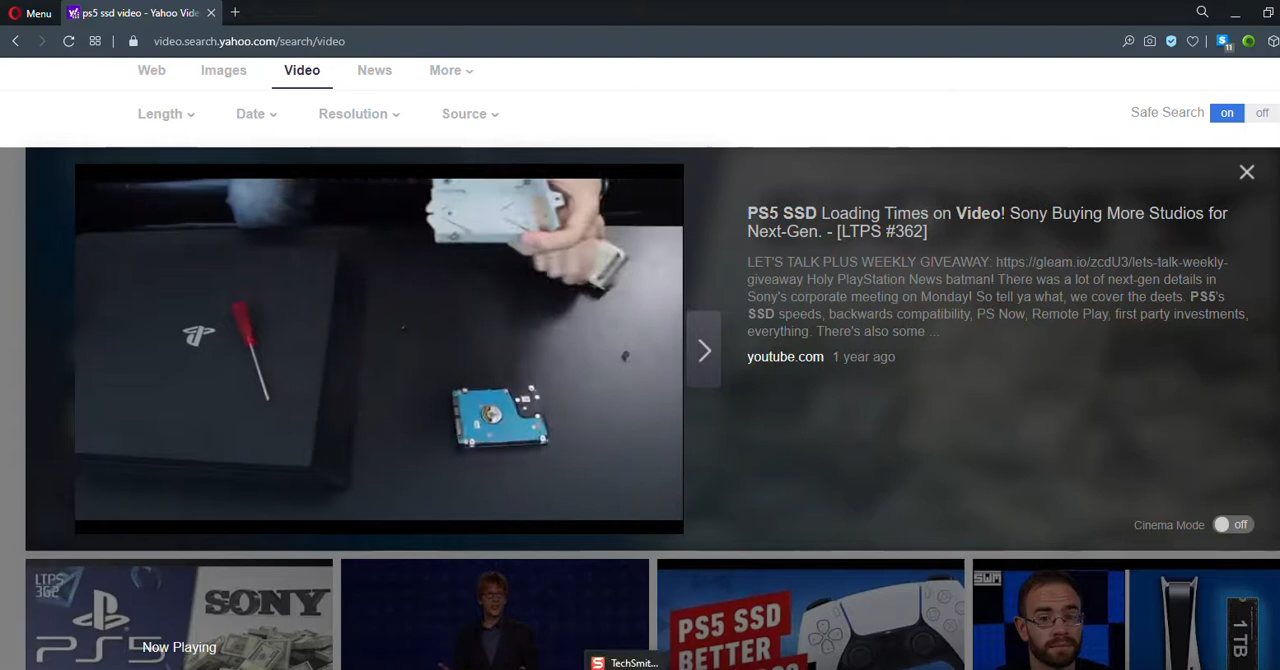 Menu
ps5 ssd video - Yahoo Vide
video.search.yahoo.com/search/video
11
Web Images Video News More
Length Date Resolution Source
Safe Search on off
PS5 SSD Loading Times on Video! Sony Buying More Studios for
Next-Gen. - [LTPS #362]
LET'S TALK PLUS WEEKLY GIVEAWAY: https://gleam.io/zcdU3/lets-talk-weekly-
giveaway Holy PlayStation News batman! There was a lot of next-gen details in
Sony's corporate meeting on Monday! So tell ya what, we cover the deets. PS5's
SSD speeds, backwards compatibility, PS Now, Remote Play, first party investments,
everything. There's also some ...
youtube.com 1 year ago
Cinema Mode off
LTPS
362
SONY
PS5
Now Playing
PS5 SSD
BETTER
SWM
1 TB
S TechSmit...